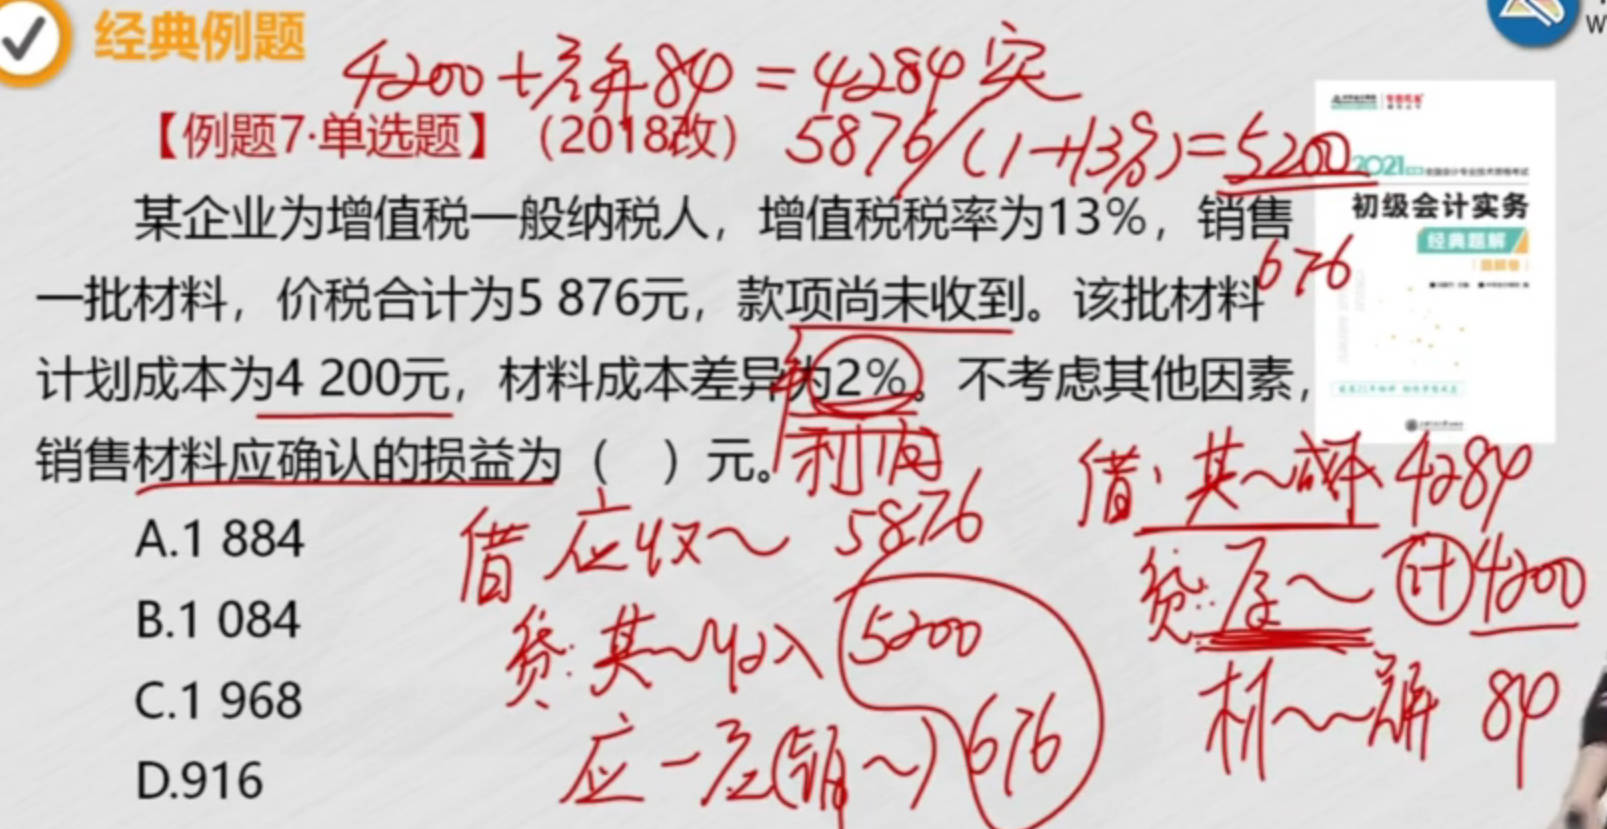 经典例题
4200+差异84=4284 实
【例题7·单选题】（2018改） 5876/(1+13%)=5200
某企业为增值税一般纳税人，增值税税率为13%，销售
676
一批材料，价税合计为5 876元，款项尚未收到。该批材料
计划成本为4 200元，材料成本差异为2%。不考虑其他因素，
销售材料应确认的损益为（ ）元。
利润
A.1 884
B.1 084
C.1 968
D.916
借 应收~ 5876
贷：其~收入 5200
应-应(销~) 676
借：其~成本 4284
贷：原~ 计 4200
材~~异 84
2021
初级会计实务
经典题解
W